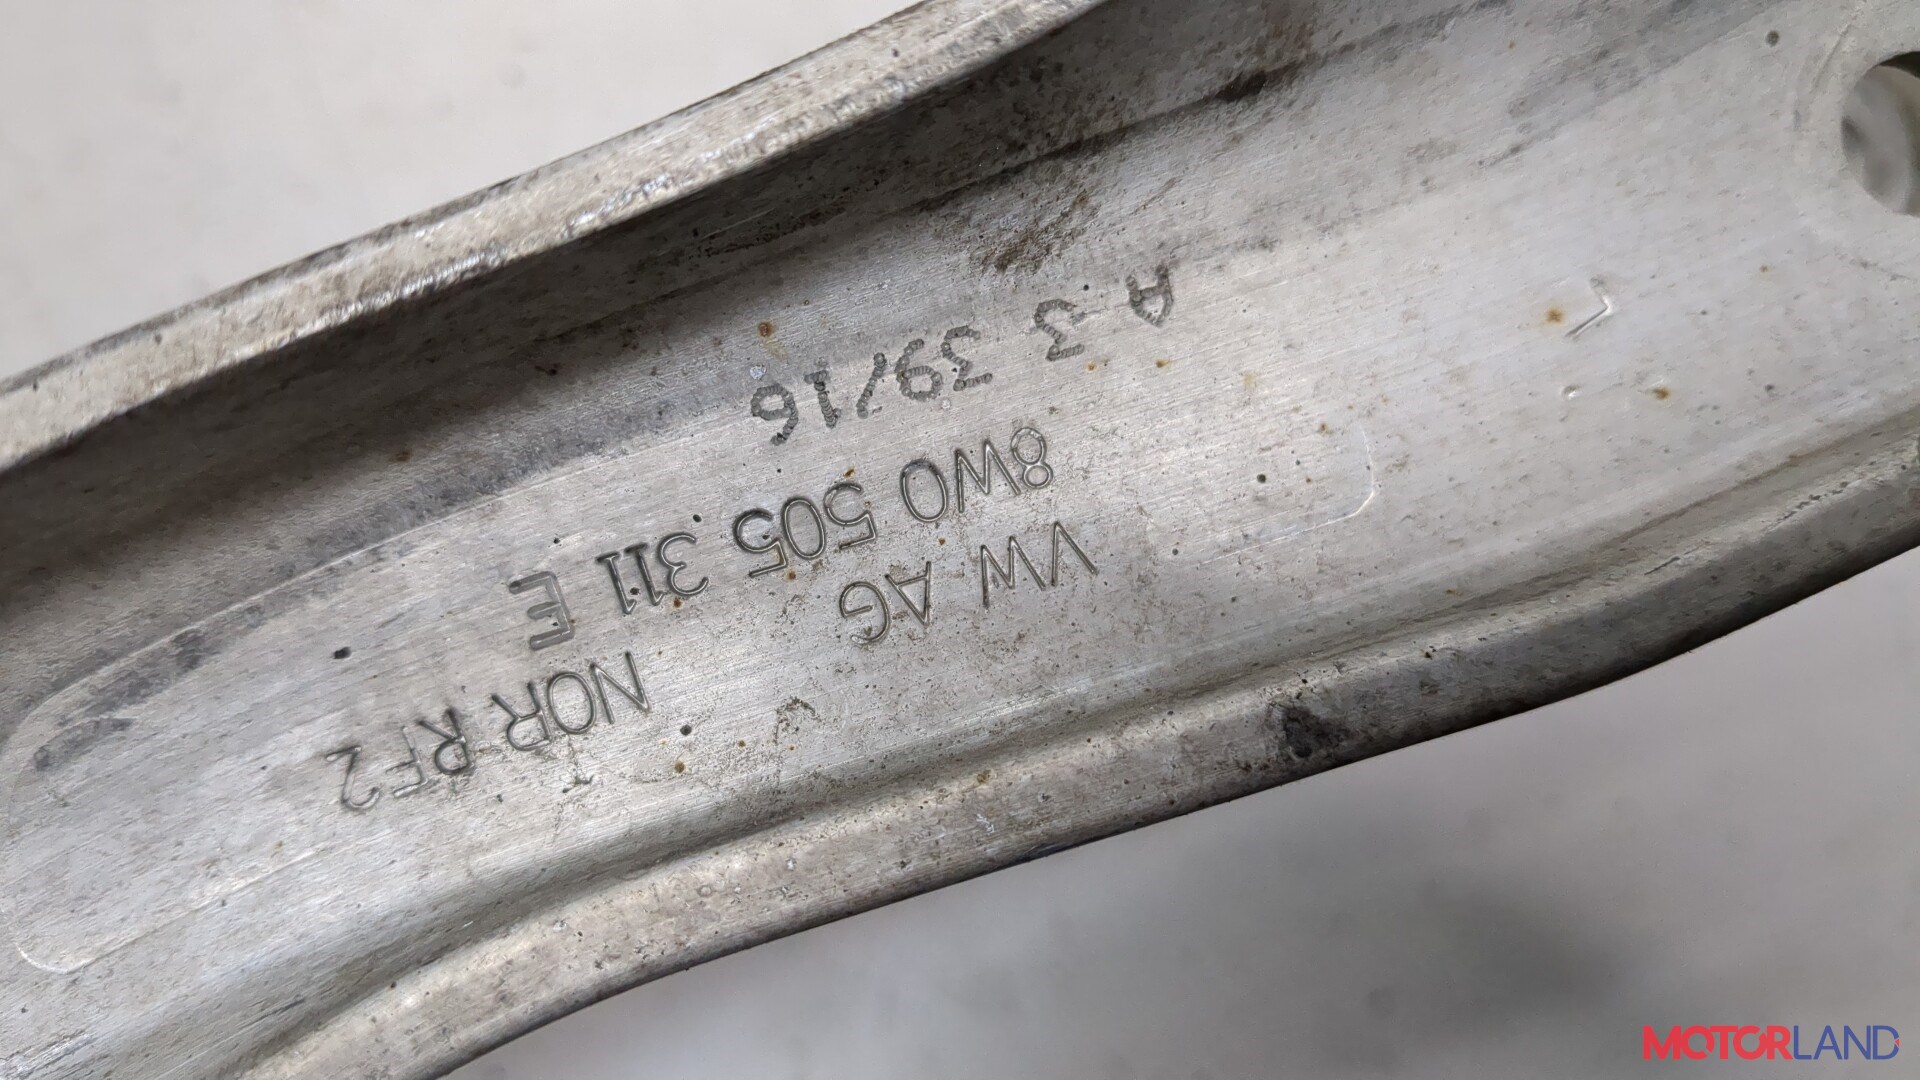 VW AG NOR RF2
L
8W0 505 311 E
A 3 39/16
MOTORLAND